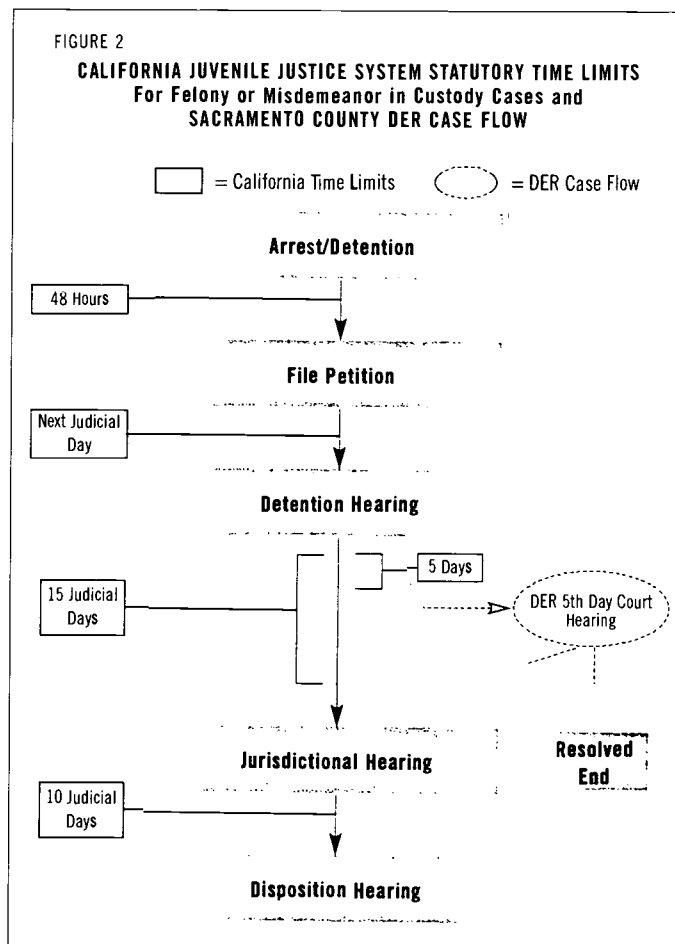 FIGURE 2
CALIFORNIA JUVENILE JUSTICE SYSTEM STATUTORY TIME LIMITS
For Felony or Misdemeanor in Custody Cases and
SACRAMENTO COUNTY DER CASE FLOW
= California Time Limits
= DER Case Flow
Arrest/Detention
48 Hours
File Petition
Next Judicial
Day
Detention Hearing
5 Days
15 Judicial
Days
DER 5th Day Court
Hearing
Jurisdictional Hearing
Resolved
End
10 Judicial
Days
Disposition Hearing